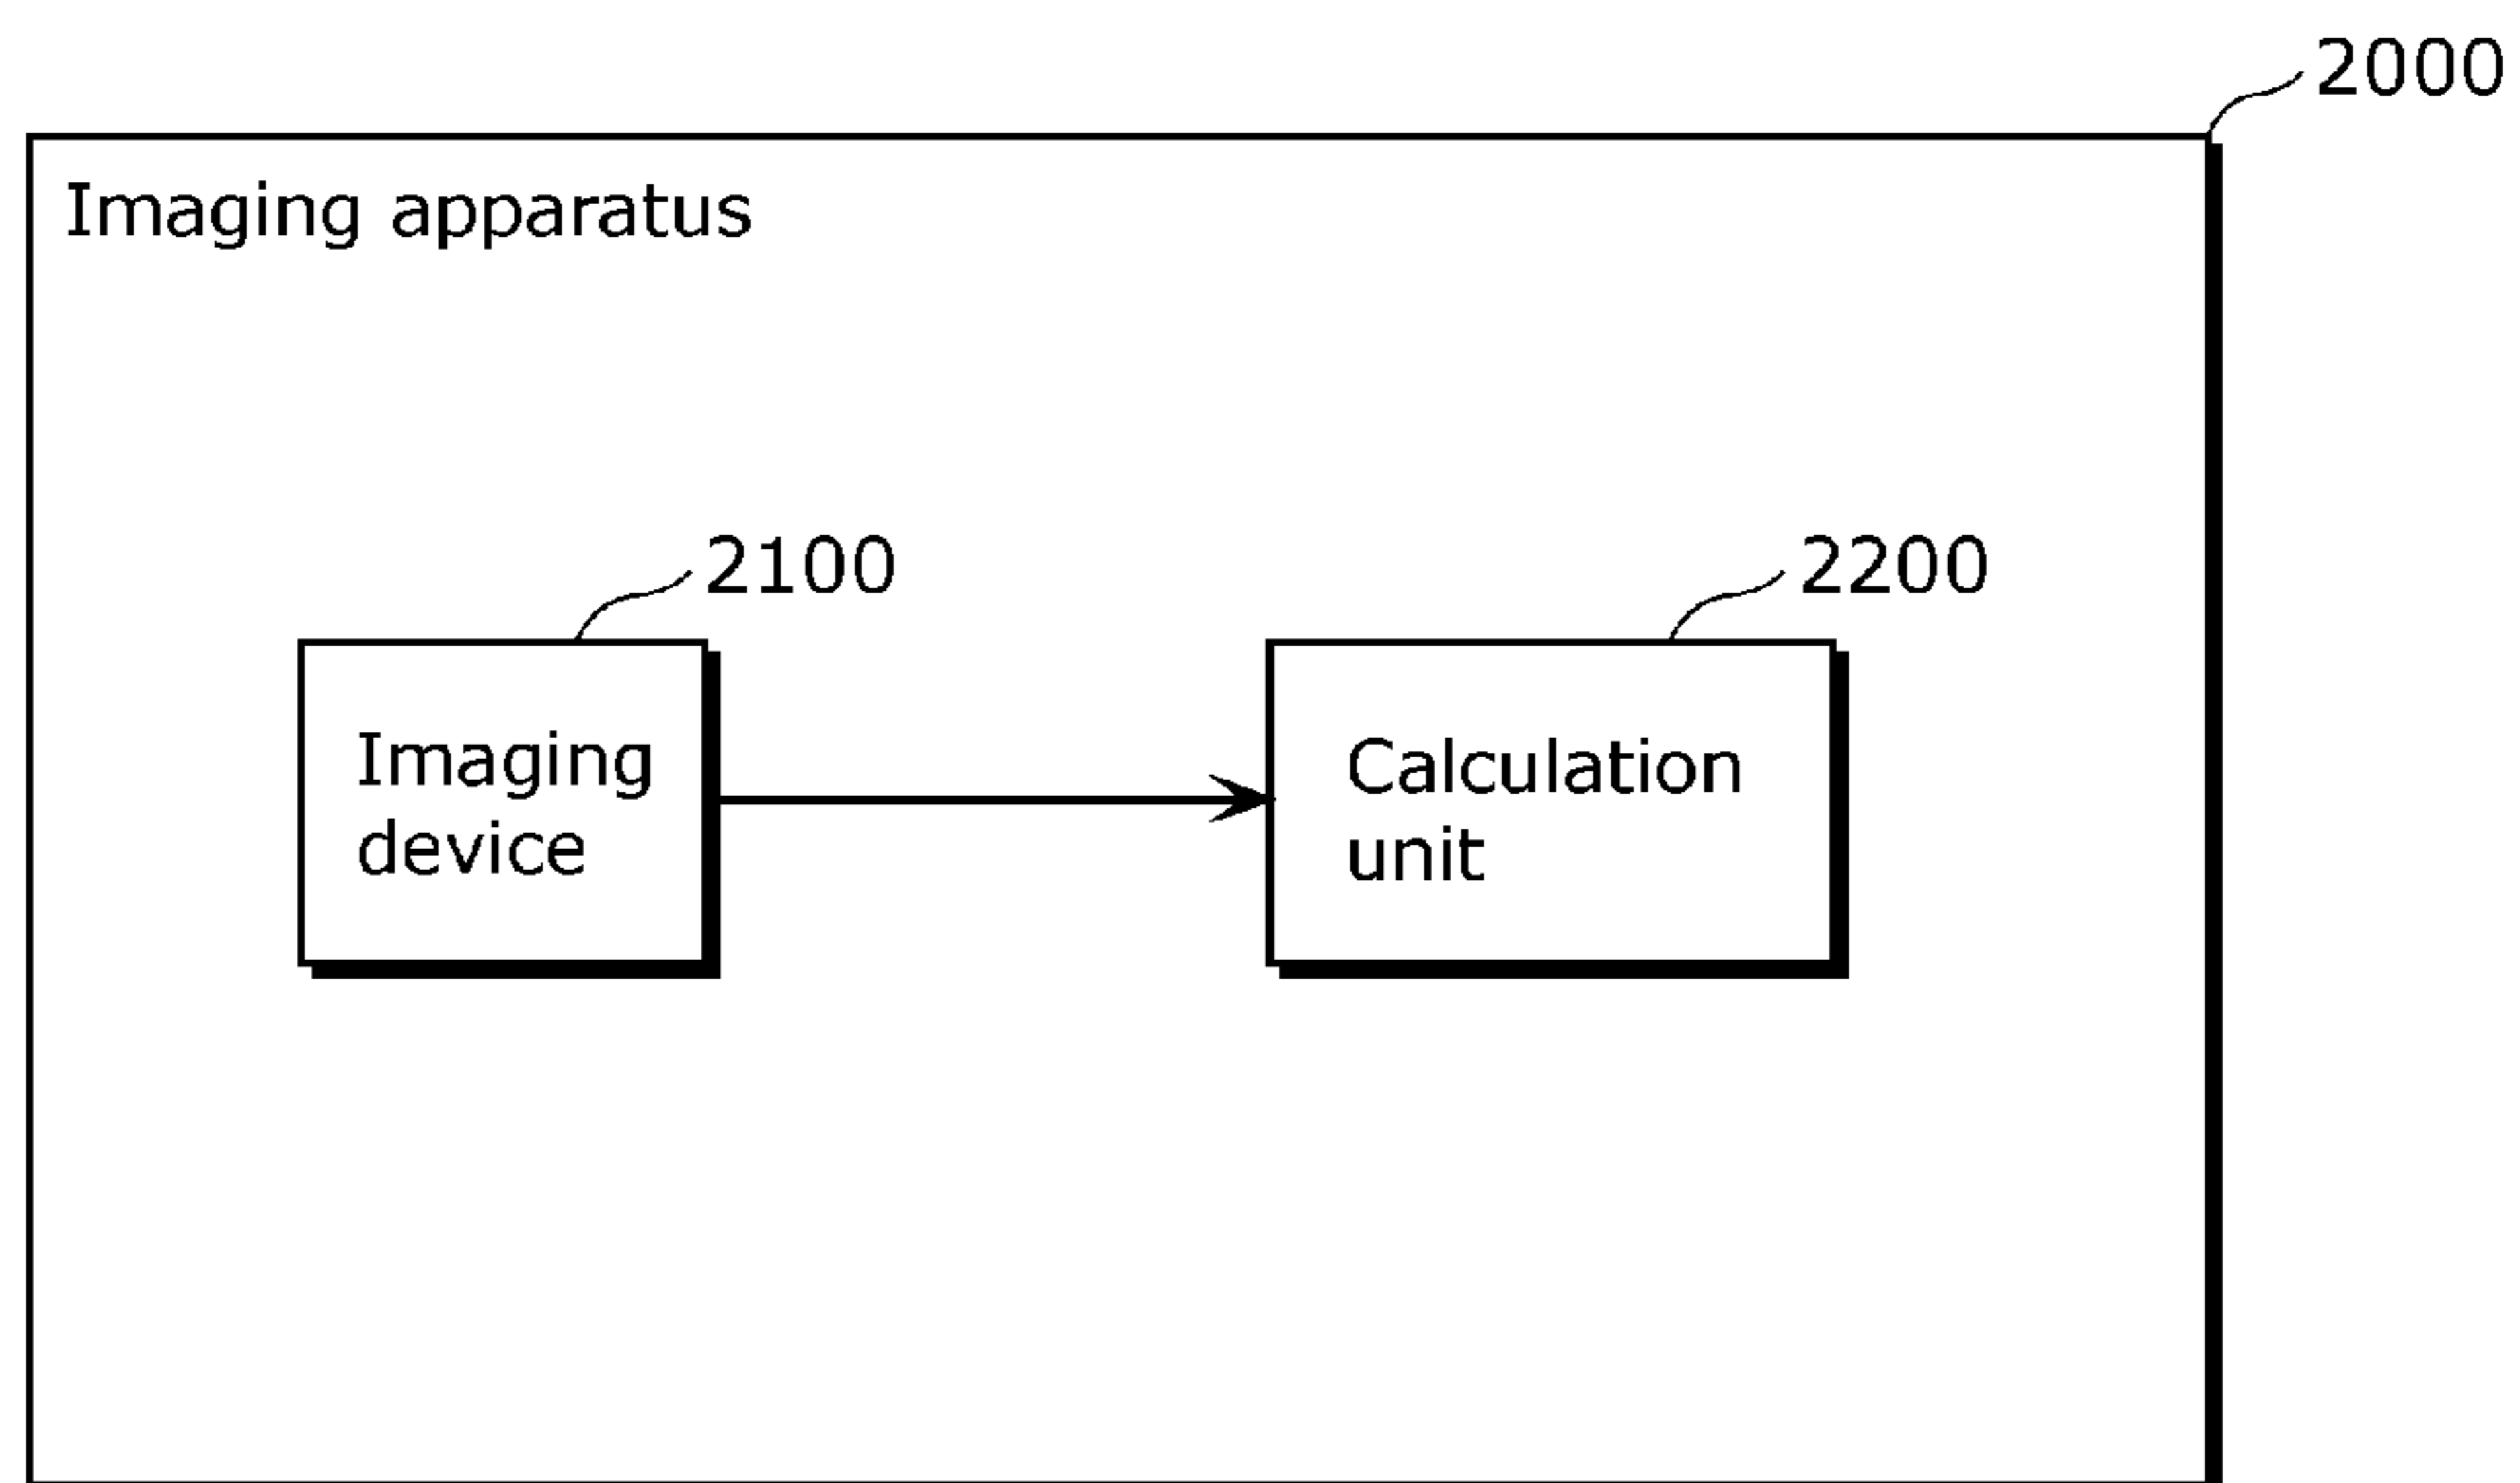 2000
Imaging apparatus
2100
2200
Imaging
device
Calculation
unit